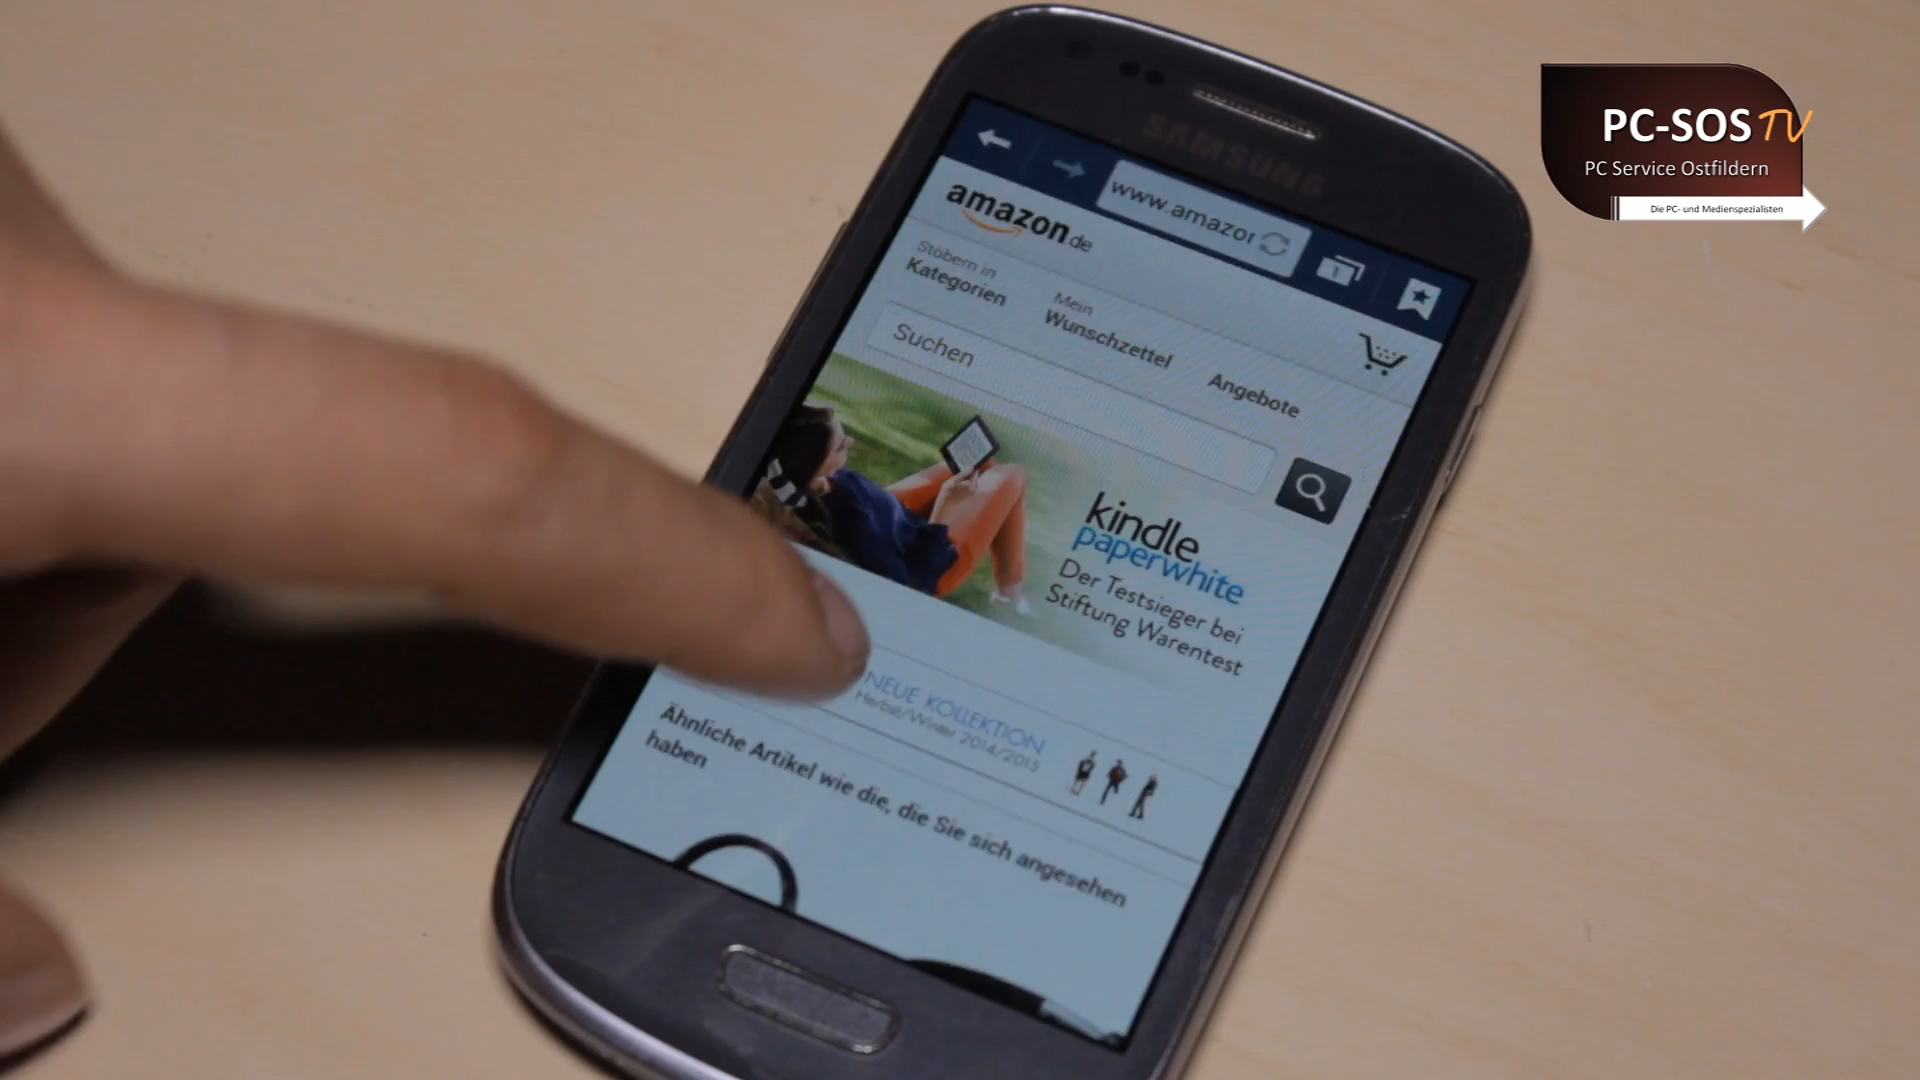 PC-SOS TV
PC Service Ostfildern
Die PC- und Medienspezialisten
SAMSUNG
www.amazon
amazon.de
Stöbern in
Kategorien
Mein
Wunschzettel
Angebote
Suchen
kindle
paperwhite
Der Testsieger bei
Stiftung Warentest
NEUE KOLLEKTION
Herbst/Winter 2014/2015
Ähnliche Artikel wie die, die Sie sich angesehen
haben